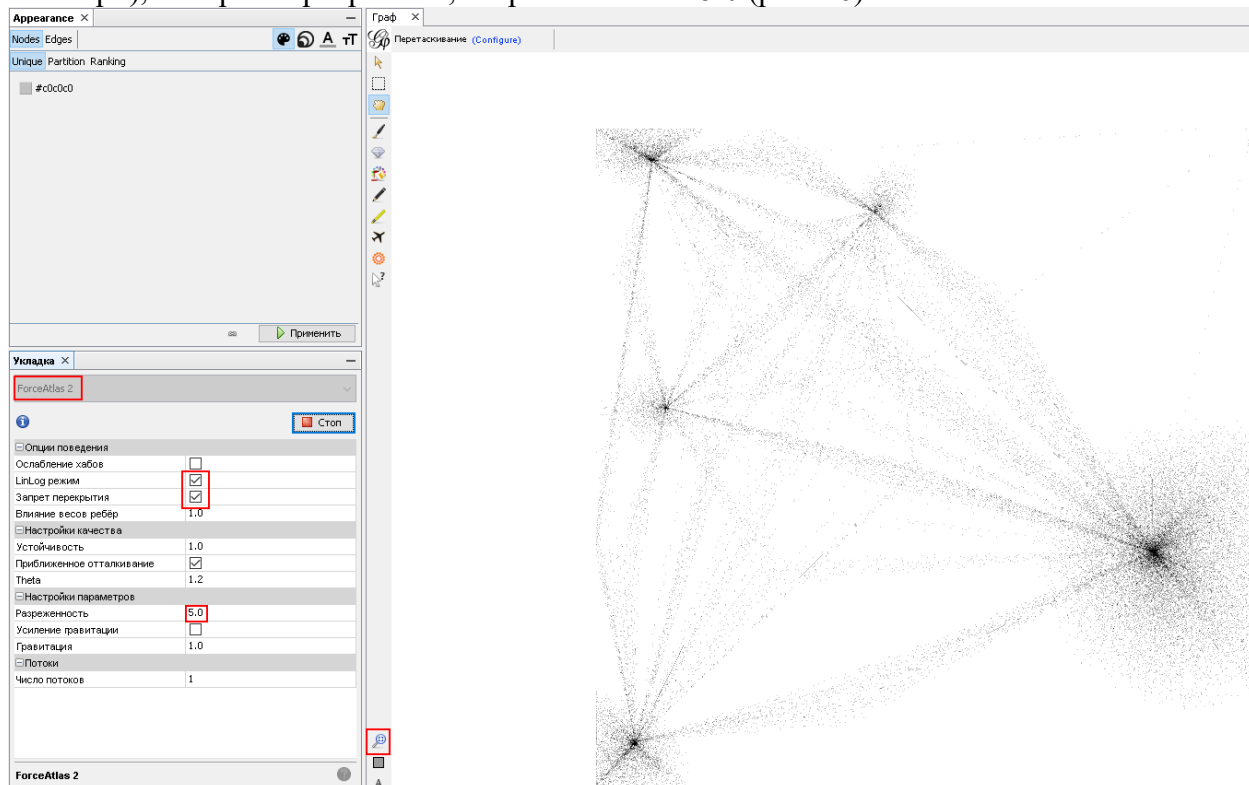 Appearance
Nodes Edges
Unique Partition Ranking
#c0c0c0
Применить
Укладка
ForceAtlas 2
Стоп
Опции поведения
Ослабление хабов
LinLog режим
Запрет перекрытия
Влияние весов рёбер 1.0
Настройки качества
Устойчивость 1.0
Приближенное отталкивание
Theta 1.2
Настройки параметров
Разреженность 5.0
Усиление гравитации
Гравитация 1.0
Потоки
Число потоков 1
ForceAtlas 2
Граф
Перетаскивание (Configure)